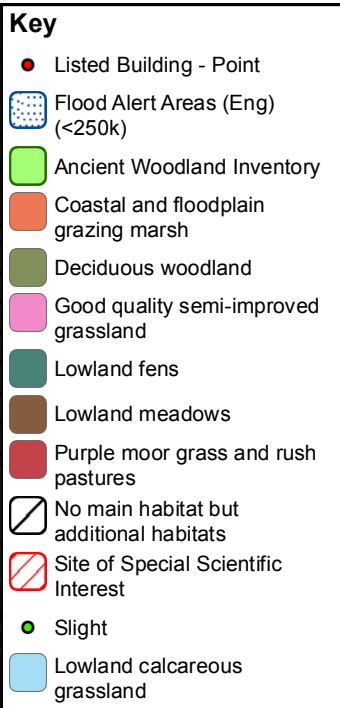 Key
Listed Building - Point
Flood Alert Areas (Eng)
(<250k)
Ancient Woodland Inventory
Coastal and floodplain
grazing marsh
Deciduous woodland
Good quality semi-improved
grassland
Lowland fens
Lowland meadows
Purple moor grass and rush
pastures
No main habitat but
additional habitats
Site of Special Scientific
Interest
Slight
Lowland calcareous
grassland